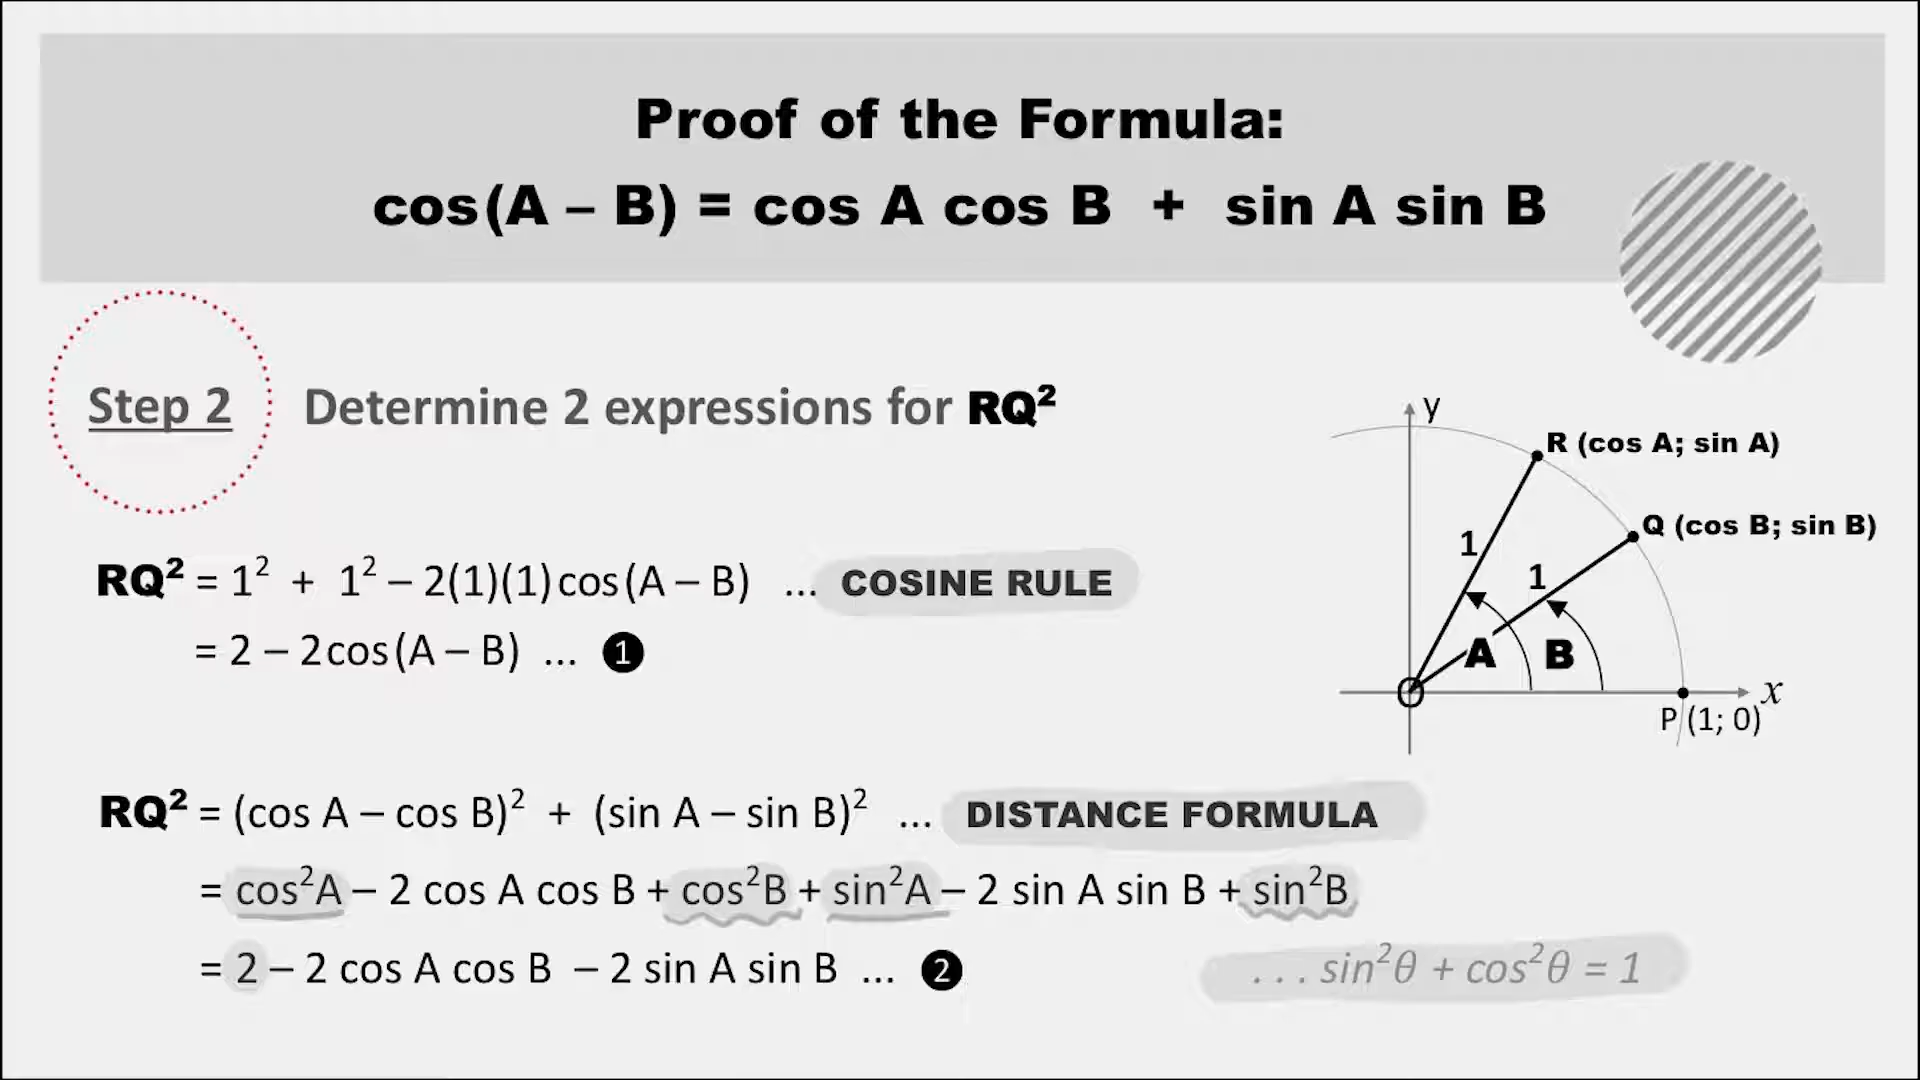 Proof of the Formula:
cos(A – B) = cos A cos B + sin A sin B
Step 2 Determine 2 expressions for RQ²
RQ² = 1² + 1² – 2(1)(1)cos(A – B) ... COSINE RULE
= 2 – 2cos(A – B) ... ❶
RQ² = (cos A – cos B)² + (sin A – sin B)² ... DISTANCE FORMULA
= cos²A – 2 cos A cos B + cos²B + sin²A – 2 sin A sin B + sin²B
= 2 – 2 cos A cos B – 2 sin A sin B ... ❷ ... sin²θ + cos²θ = 1
y
R (cos A; sin A)
Q (cos B; sin B)
1
1
A B
O
x
P (1; 0)